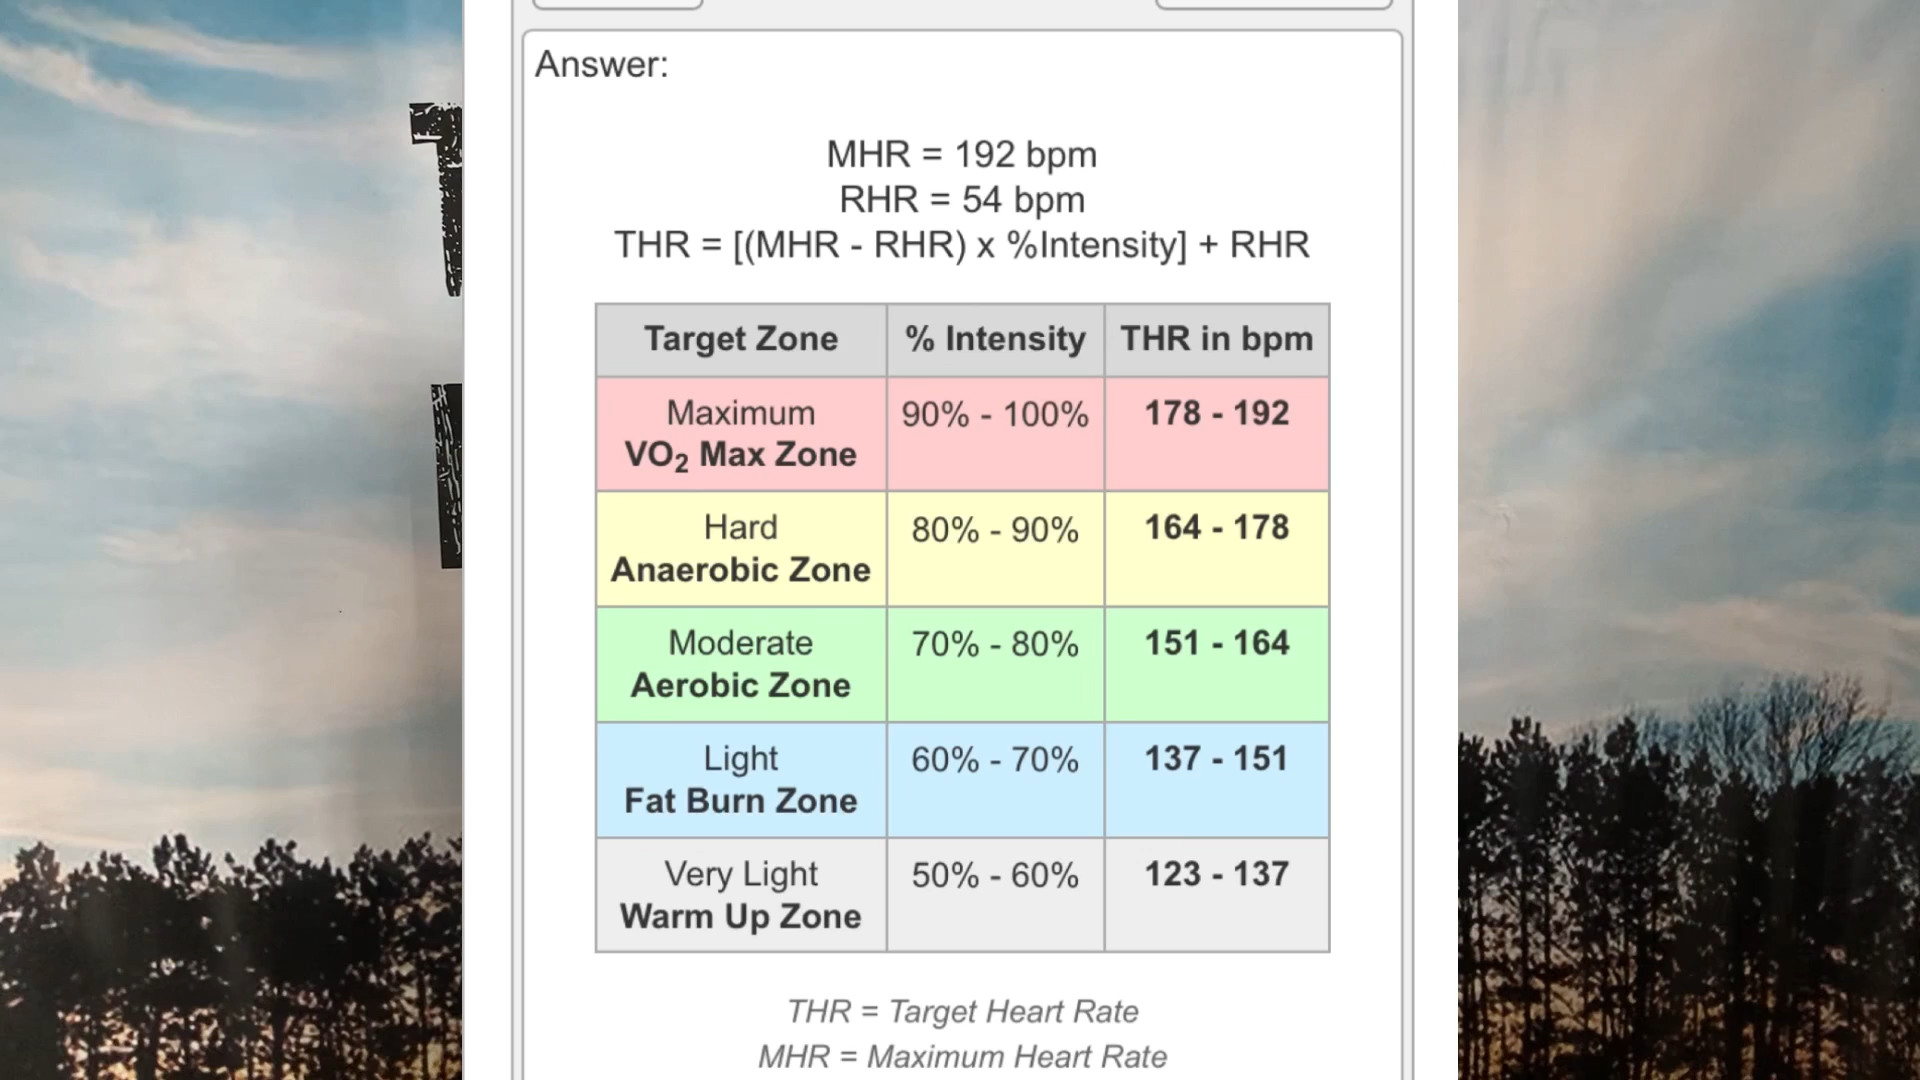 Answer:
MHR = 192 bpm
RHR = 54 bpm
THR = [(MHR - RHR) x %Intensity] + RHR
Target Zone % Intensity THR in bpm
Maximum
VO₂ Max Zone
90% - 100% 178 - 192
Hard
Anaerobic Zone
80% - 90% 164 - 178
Moderate
Aerobic Zone
70% - 80% 151 - 164
Light
Fat Burn Zone
60% - 70% 137 - 151
Very Light
Warm Up Zone
50% - 60% 123 - 137
THR = Target Heart Rate
MHR = Maximum Heart Rate